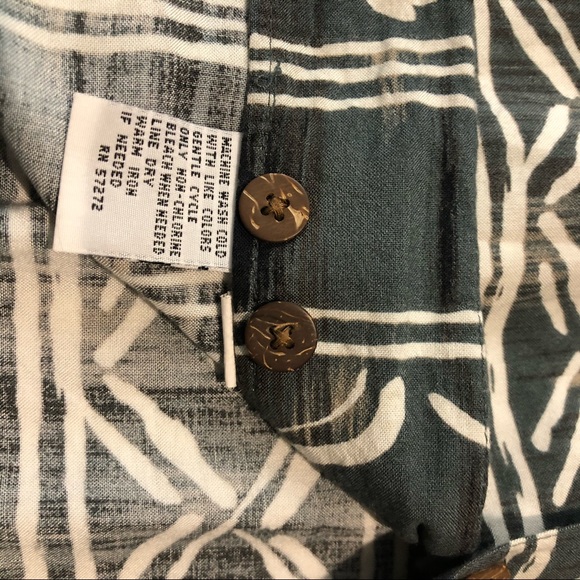 MACHINE WASH COLD
WITH LIKE COLORS
GENTLE CYCLE
ONLY NON-CHLORINE
BLEACH WHEN NEEDED
LINE DRY
WARM IRON
IF NEEDED
RN 57272